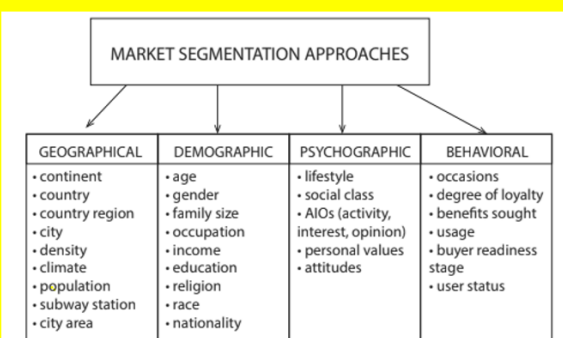 MARKET SEGMENTATION APPROACHES
GEOGRAPHICAL
• continent
• country
• country region
• city
• density
• climate
• population
• subway station
• city area
DEMOGRAPHIC
• age
• gender
• family size
• occupation
• income
• education
• religion
• race
• nationality
PSYCHOGRAPHIC
• lifestyle
• social class
• AIOs (activity,
interest, opinion)
• personal values
• attitudes
BEHAVIORAL
• occasions
• degree of loyalty
• benefits sought
• usage
• buyer readiness
stage
• user status